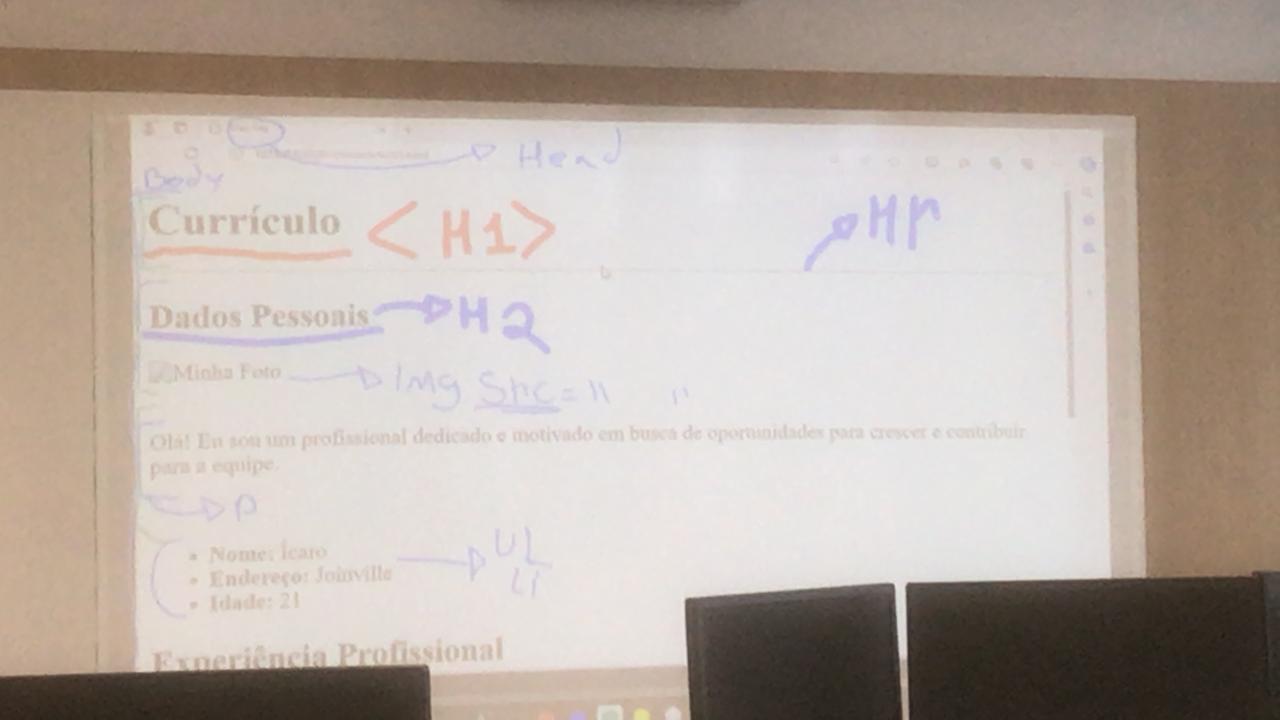 Head
Body
Currículo <H1>
Hr
Dados Pessoais H2
Minha Foto Img Src=" "
Olá! Eu sou um profissional dedicado e motivado em busca de oportunidades para crescer e contribuir
para a equipe.
P
Nome: Ícaro
Endereço: Joinville
Idade: 21
UL
LI
Experiência Profissional